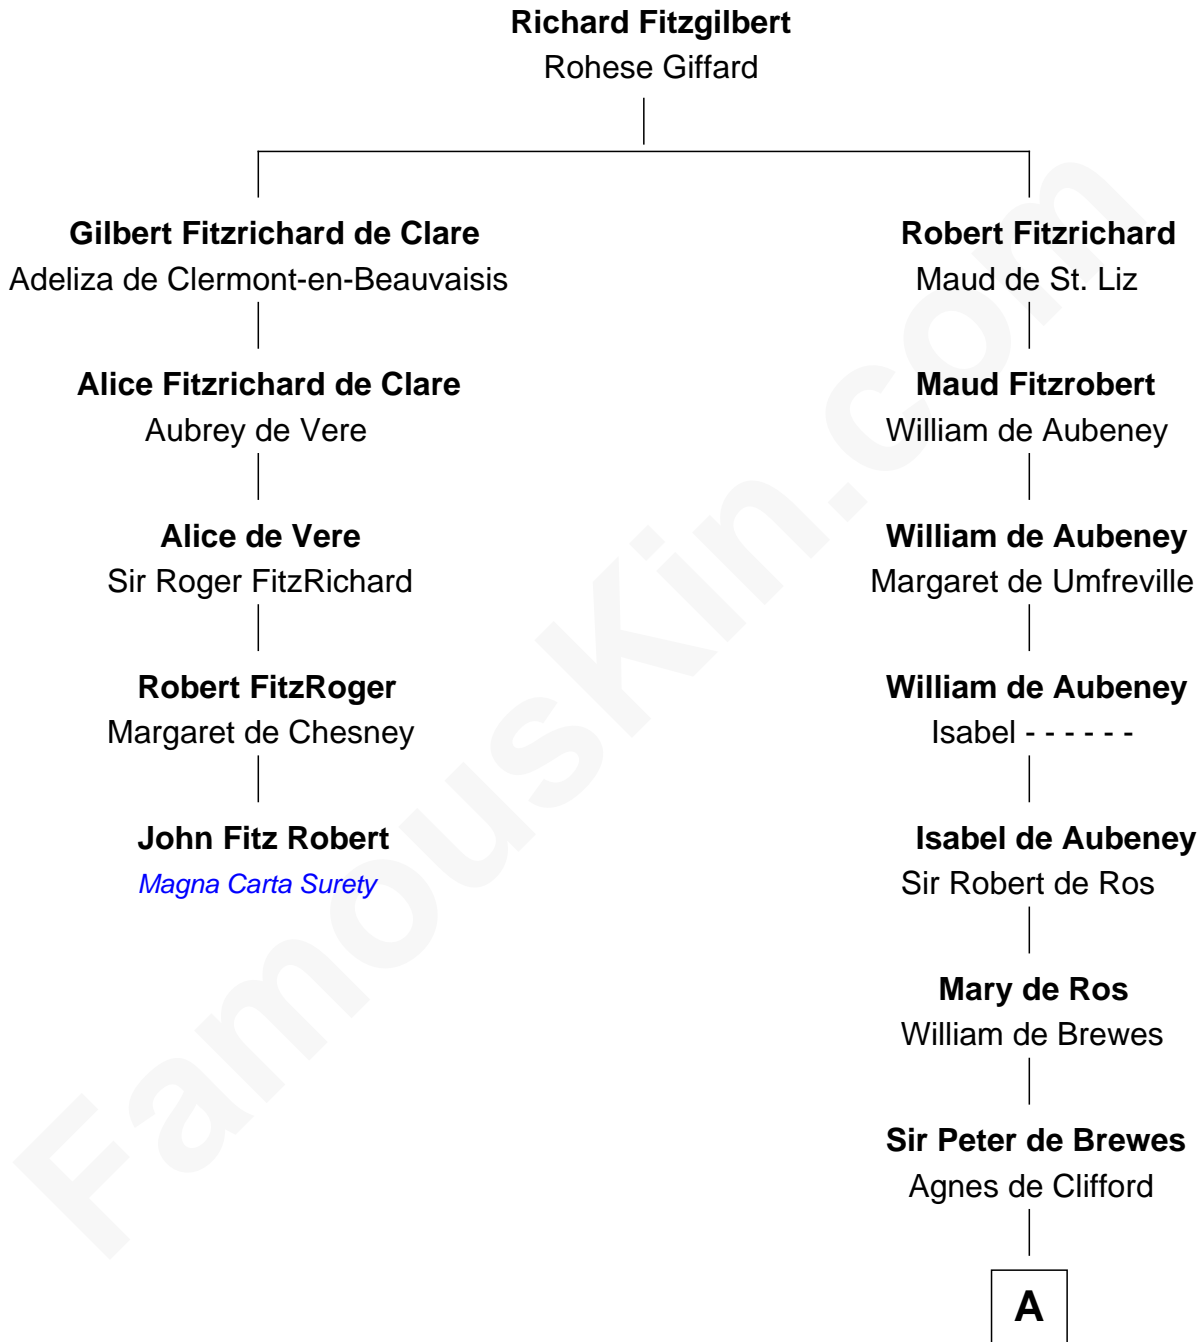 Richard Fitzgilbert
Rohese Giffard
Gilbert Fitzrichard de Clare
Adeliza de Clermont-en-Beauvaisis
Alice Fitzrichard de Clare
Aubrey de Vere
Alice de Vere
Sir Roger FitzRichard
Robert FitzRoger
Margaret de Chesney
John Fitz Robert
Magna Carta Surety
Robert Fitzrichard
Maud de St. Liz
Maud Fitzrobert
William de Aubeney
William de Aubeney
Margaret de Umfreville
William de Aubeney
Isabel - - - - - -
Isabel de Aubeney
Sir Robert de Ros
Mary de Ros
William de Brewes
Sir Peter de Brewes
Agnes de Clifford
A
FamousKin.com